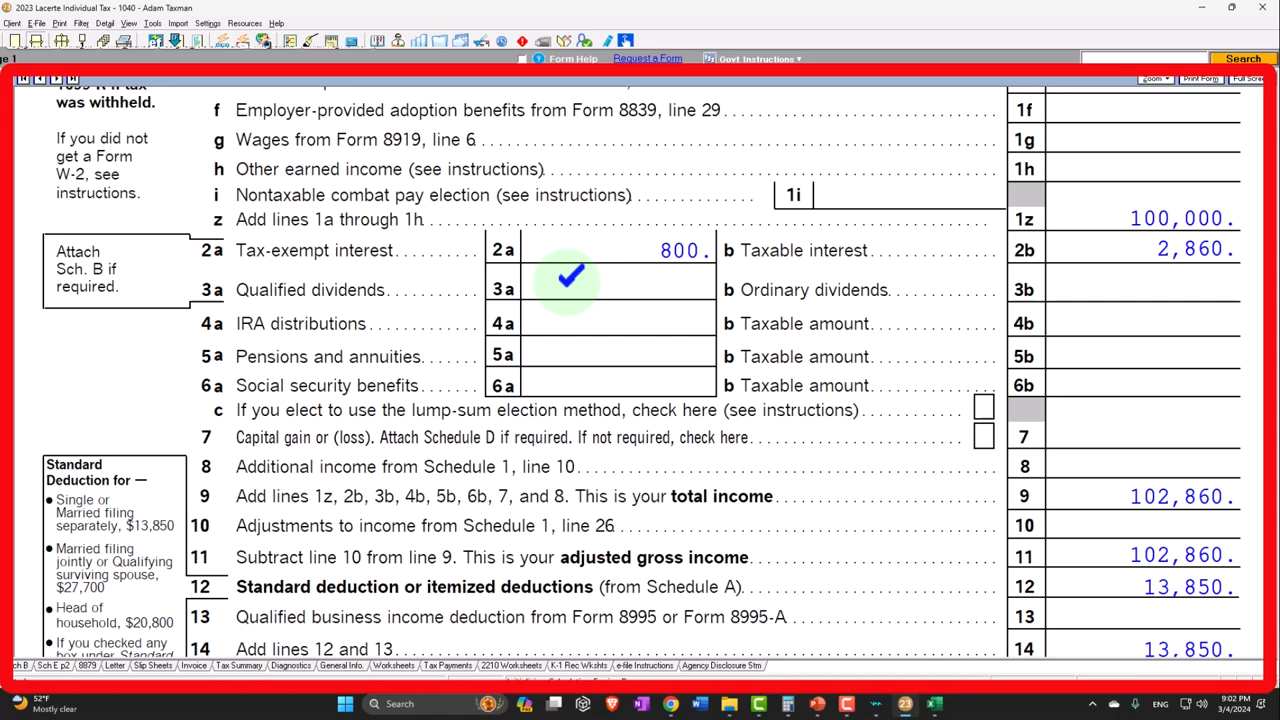 2023 Lacerte Individual Tax - 1040 - Adam Taxman
Client E-File Print Filter Detail View Tools Import Settings Resources Help
Form Help Request a Form Govt Instructions Search
Zoom Print Form Full Scre
was withheld.
If you did not
get a Form
W-2, see
instructions.
f Employer-provided adoption benefits from Form 8839, line 29 1f
g Wages from Form 8919, line 6 1g
h Other earned income (see instructions) 1h
i Nontaxable combat pay election (see instructions) 1i
z Add lines 1a through 1h 1z 100,000.
Attach
Sch. B if
required.
2a Tax-exempt interest 2a 800. b Taxable interest 2b 2,860.
3a Qualified dividends 3a b Ordinary dividends 3b
4a IRA distributions 4a b Taxable amount 4b
5a Pensions and annuities 5a b Taxable amount 5b
6a Social security benefits 6a b Taxable amount 6b
c If you elect to use the lump-sum election method, check here (see instructions)
7 Capital gain or (loss). Attach Schedule D if required. If not required, check here 7
8 Additional income from Schedule 1, line 10 8
9 Add lines 1z, 2b, 3b, 4b, 5b, 6b, 7, and 8. This is your total income 9 102,860.
10 Adjustments to income from Schedule 1, line 26 10
11 Subtract line 10 from line 9. This is your adjusted gross income 11 102,860.
12 Standard deduction or itemized deductions (from Schedule A) 12 13,850.
13 Qualified business income deduction from Form 8995 or Form 8995-A 13
14 Add lines 12 and 13 14 13,850.
Standard
Deduction for —
● Single or
Married filing
separately, $13,850
● Married filing
jointly or Qualifying
surviving spouse,
$27,700
● Head of
household, $20,800
● If you checked any
box under Standard
ch B Sch E p2 8879 Letter Slip Sheets Invoice Tax Summary Diagnostics General Info. Worksheets Tax Payments 2210 Worksheets K-1 Rec Wkshts e-file Instructions Agency Disclosure Stm
52°F
Mostly clear
Search
9:02 PM
3/4/2024